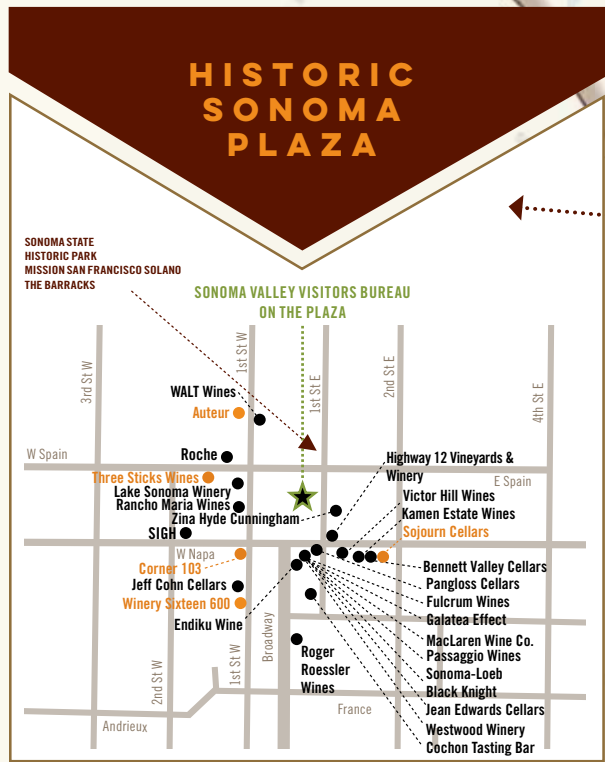 HISTORIC
SONOMA
PLAZA
SONOMA STATE
HISTORIC PARK
MISSION SAN FRANCISCO SOLANO
THE BARRACKS
SONOMA VALLEY VISITORS BUREAU
ON THE PLAZA
3rd St W
1st St W
1st St E
2nd St E
4th St E
WALT Wines
Auteur
W Spain
Roche
Highway 12 Vineyards &
Winery
E Spain
Three Sticks Wines
Lake Sonoma Winery
Rancho Maria Wines
Zina Hyde Cunningham
Victor Hill Wines
Kamen Estate Wines
Sojourn Cellars
SIGH
W Napa
Corner 103
Jeff Cohn Cellars
Winery Sixteen 600
Endiku Wine
Bennett Valley Cellars
Pangloss Cellars
Fulcrum Wines
Galatea Effect
MacLaren Wine Co.
Passaggio Wines
Sonoma-Loeb
Black Knight
Jean Edwards Cellars
Westwood Winery
Cochon Tasting Bar
Broadway
Roger
Roessler
Wines
2nd St W
1st St W
France
Andrieux